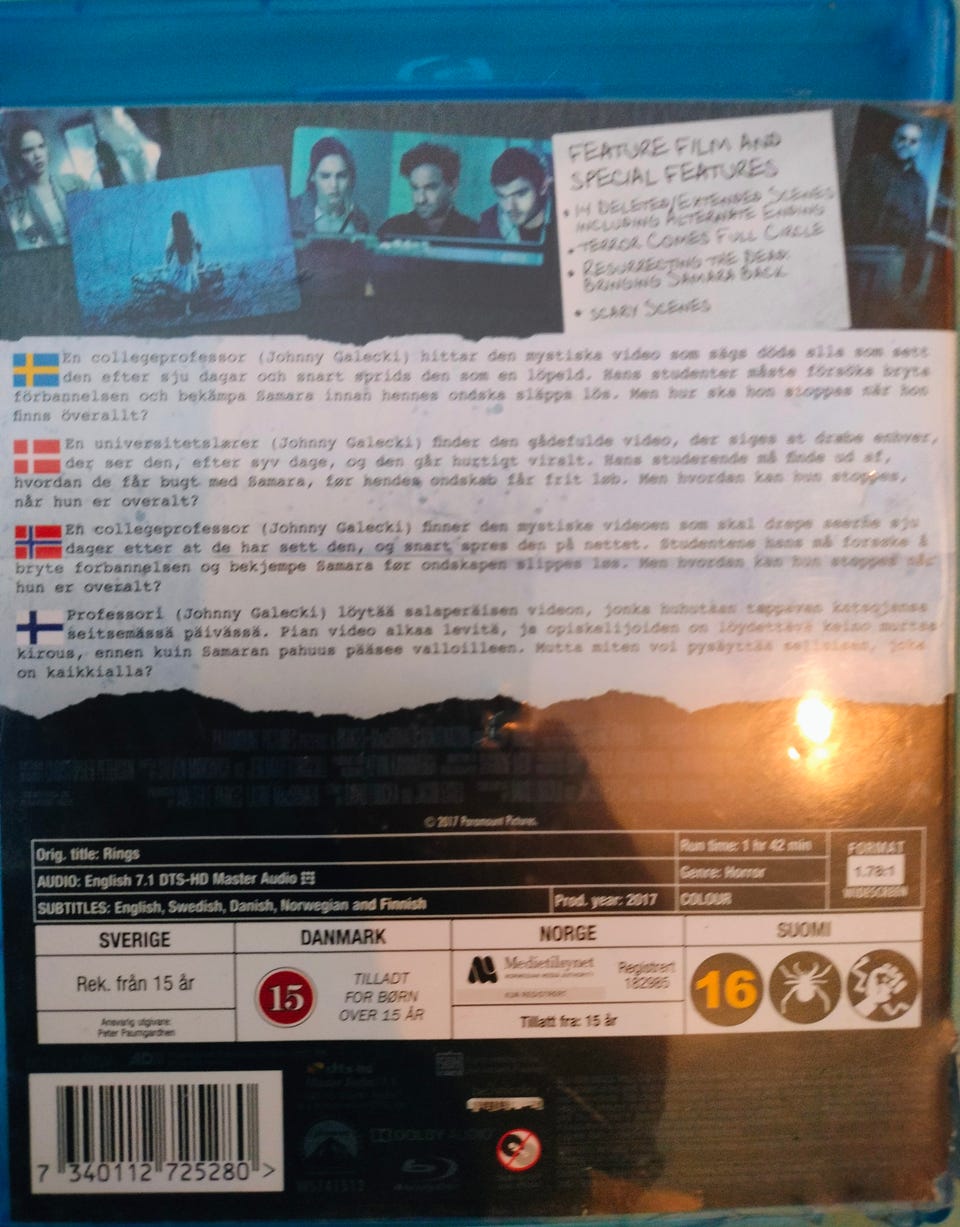 FEATURE FILM AND
SPECIAL FEATURES
• 14 DELETED/EXTENDED SCENES
INCLUDING ALTERNATE ENDING
• TERROR COMES FULL CIRCLE
• RESURRECTING THE DEAD:
BRINGING SAMARA BACK
• SCARY SCENES
En collegeprofessor (Johnny Galecki) hittar den mystiska video som sägs döda alla som sett
den efter sju dagar och snart sprids den som en löpeld. Hans studenter måste försöka bryta
förbannelsen och bekämpa Samara innan hennes ondska släpps lös. Men hur ska hon stoppas när hon
finns överallt?
En universitetslærer (Johnny Galecki) finder den gådefulde video, der siges at dræbe enhver,
der ser den, efter syv dage, og den går hurtigt viralt. Hans studerende må finde ud af,
hvordan de får bugt med Samara, før hendes ondskab får frit løb. Men hvordan kan hun stoppes,
når hun er overalt?
En collegeprofessor (Johnny Galecki) finner den mystiske videoen som skal drepe seerne sju
dager etter at de har sett den, og snart spres den på nettet. Studentene hans må forsøke å
bryte forbannelsen og bekjempe Samara før ondskapen slippes løs. Men hvordan kan hun stoppes når
hun er overalt?
Professori (Johnny Galecki) löytää salaperäisen videon, jonka huhutaan tappavan katsojansa
seitsemässä päivässä. Pian video alkaa levitä, ja opiskelijoiden on löydettävä keino murtaa
kirous, ennen kuin Samaran pahuus pääsee valloilleen. Mutta miten voi pysäyttää sellaisen, joka
on kaikkialla?
© 2017 Paramount Pictures.
Orig. title: Rings
Run time: 1 hr 42 min
FORMAT
AUDIO: English 7.1 DTS-HD Master Audio
Genre: Horror
1.78:1
WIDESCREEN
SUBTITLES: English, Swedish, Danish, Norwegian and Finnish
Prod. year: 2017
COLOUR
SVERIGE
DANMARK
NORGE
SUOMI
Rek. från 15 år
15
TILLADT
FOR BØRN
OVER 15 ÅR
Medietilsynet
NORWEGIAN MEDIA AUTHORITY
KUN REGISTRERT
Registrert
182985
16
Ansvarig utgivare:
Peter Paumgardhen
Tillatt fra: 15 år
DOLBY AUDIO
7 340112 725280 >